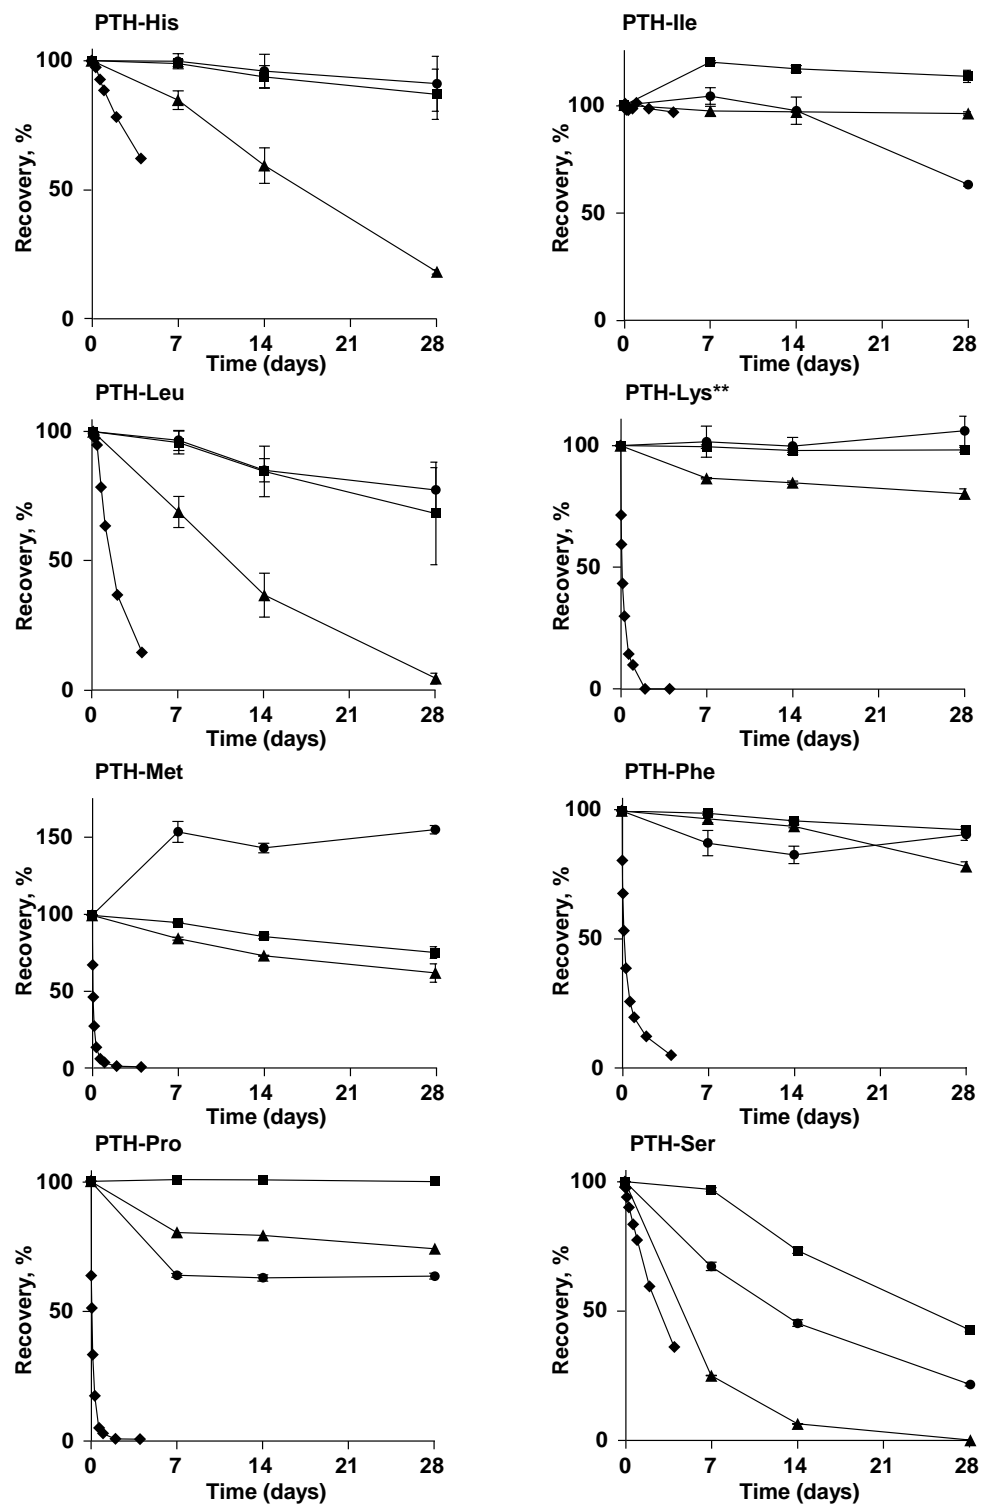 PTH-His
Recovery, %
100
50
0
0 7 14 21 28
Time (days)
PTH-Ile
Recovery, %
100
50
0
0 7 14 21 28
Time (days)
PTH-Leu
Recovery, %
100
50
0
0 7 14 21 28
Time (days)
PTH-Lys**
Recovery, %
100
50
0
0 7 14 21 28
Time (days)
PTH-Met
Recovery, %
150
100
50
0
0 7 14 21 28
Time (days)
PTH-Phe
Recovery, %
100
50
0
0 7 14 21 28
Time (days)
PTH-Pro
Recovery, %
100
50
0
0 7 14 21 28
Time (days)
PTH-Ser
Recovery, %
100
50
0
0 7 14 21 28
Time (days)